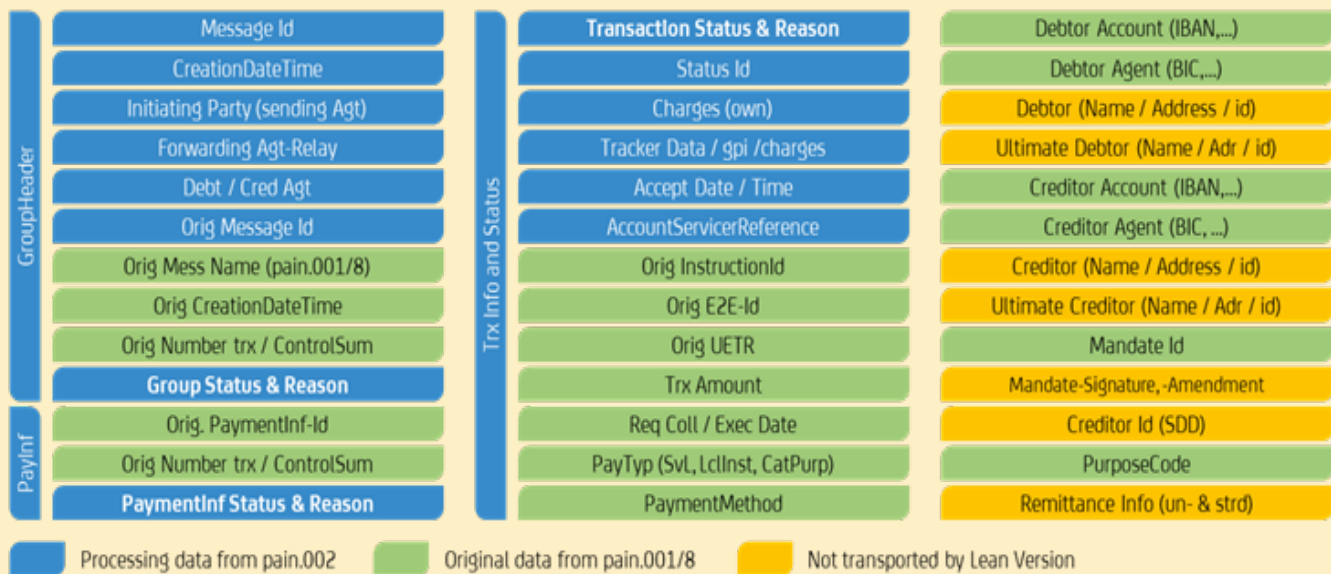 GroupHeader
Message Id
CreationDateTime
Initiating Party (sending Agt)
Forwarding Agt-Relay
Debt / Cred Agt
Orig Message Id
Orig Mess Name (pain.001/8)
Orig CreationDateTime
Orig Number trx / ControlSum
Group Status & Reason
PayInf
Orig. PaymentInf-Id
Orig Number trx / ControlSum
PaymentInf Status & Reason
Trx Info and Status
Transaction Status & Reason
Status Id
Charges (own)
Tracker Data / gpi /charges
Accept Date / Time
AccountServicerReference
Orig InstructionId
Orig E2E-Id
Orig UETR
Trx Amount
Req Coll / Exec Date
PayTyp (SvL, LclInst, CatPurp)
PaymentMethod
Debtor Account (IBAN,...)
Debtor Agent (BIC,...)
Debtor (Name / Address / id)
Ultimate Debtor (Name / Adr / id)
Creditor Account (IBAN,...)
Creditor Agent (BIC, ...)
Creditor (Name / Address / id)
Ultimate Creditor (Name / Adr / id)
Mandate Id
Mandate-Signature, -Amendment
Creditor Id (SDD)
PurposeCode
Remittance Info (un- & strd)
Processing data from pain.002
Original data from pain.001/8
Not transported by Lean Version